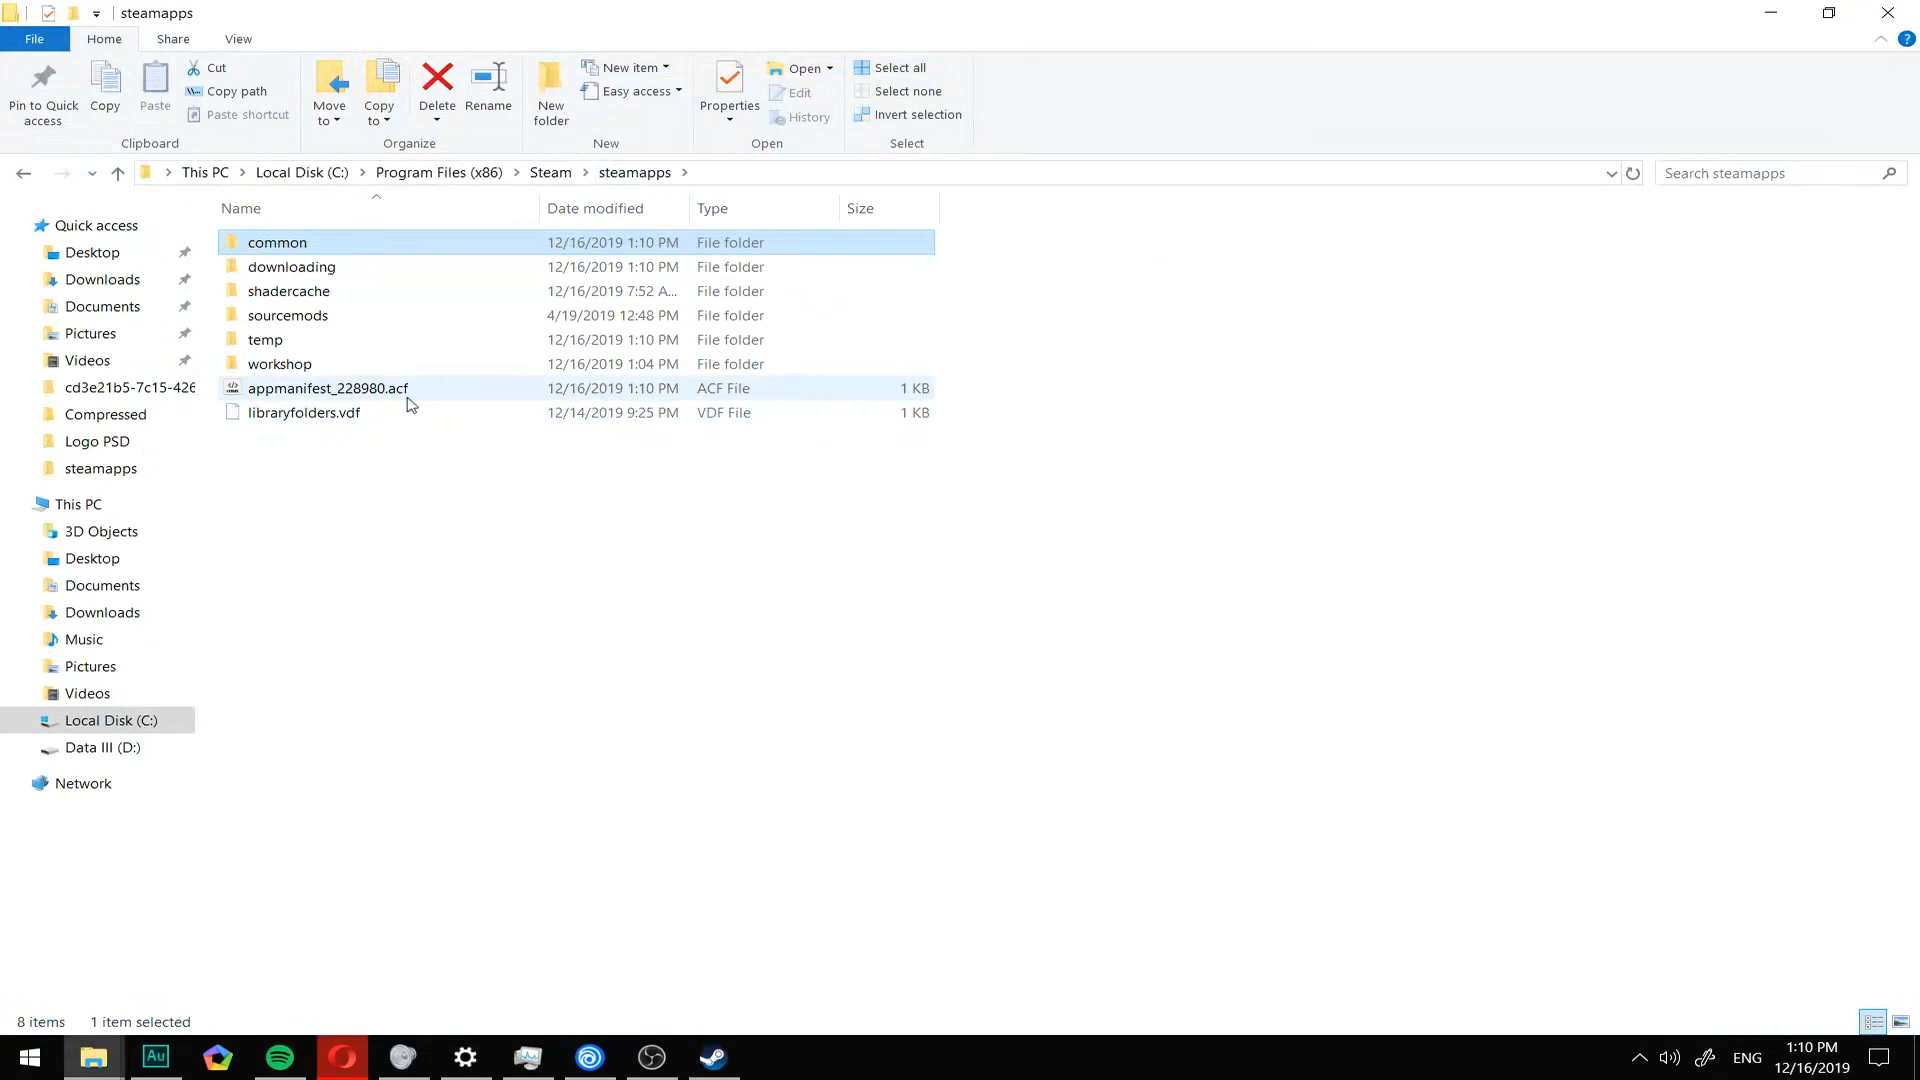 steamapps
File Home Share View
Pin to Quick access
Copy
Paste
Cut
Copy path
Paste shortcut
Clipboard
Move to
Copy to
Delete
Rename
Organize
New folder
New item
Easy access
New
Properties
Open
Edit
History
Open
Select all
Select none
Invert selection
Select
This PC Local Disk (C:) Program Files (x86) Steam steamapps
Search steamapps
Name Date modified Type Size
common 12/16/2019 1:10 PM File folder
downloading 12/16/2019 1:10 PM File folder
shadercache 12/16/2019 7:52 A... File folder
sourcemods 4/19/2019 12:48 PM File folder
temp 12/16/2019 1:10 PM File folder
workshop 12/16/2019 1:04 PM File folder
appmanifest_228980.acf 12/16/2019 1:10 PM ACF File 1 KB
libraryfolders.vdf 12/14/2019 9:25 PM VDF File 1 KB
Quick access
Desktop
Downloads
Documents
Pictures
Videos
cd3e21b5-7c15-426
Compressed
Logo PSD
steamapps
This PC
3D Objects
Desktop
Documents
Downloads
Music
Pictures
Videos
Local Disk (C:)
Data III (D:)
Network
8 items 1 item selected
Au
ENG
1:10 PM
12/16/2019